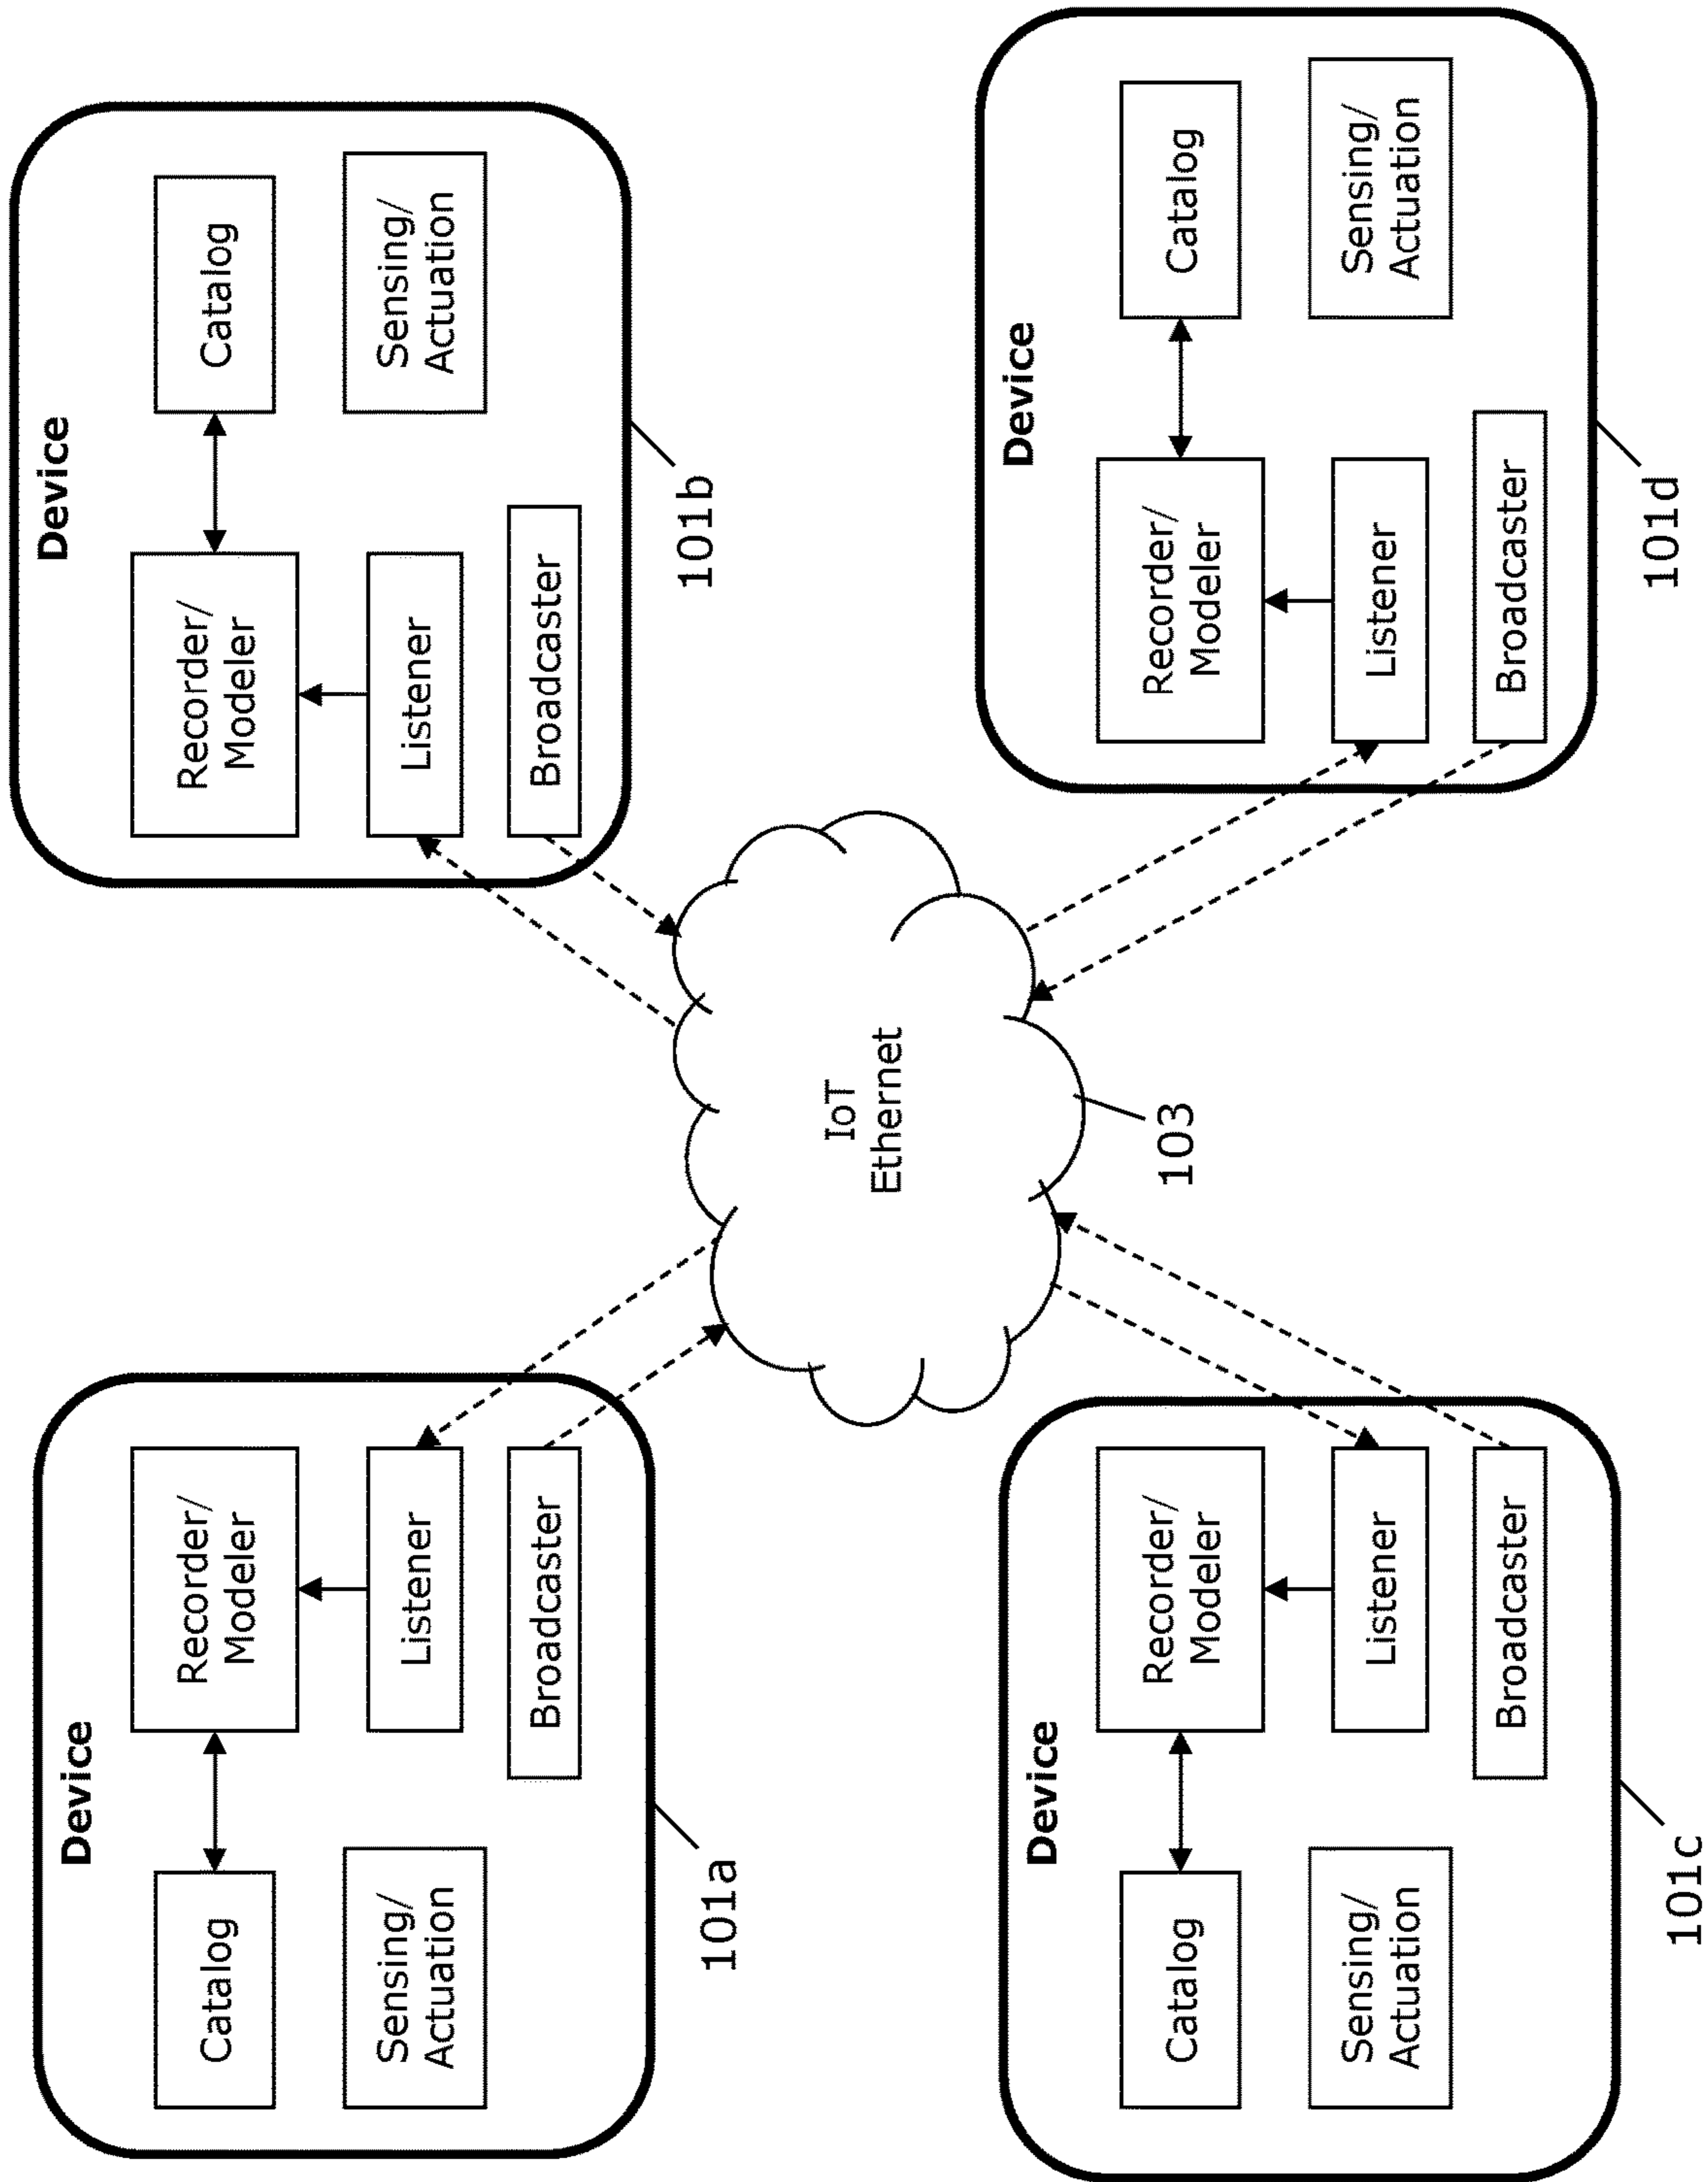 Device
Catalog
Recorder/
Modeler
Sensing/
Actuation
Listener
Broadcaster
101a
Device
Recorder/
Modeler
Catalog
Listener
Sensing/
Actuation
Broadcaster
101b
IoT
Ethernet
103
Device
Catalog
Recorder/
Modeler
Sensing/
Actuation
Listener
Broadcaster
101c
Device
Recorder/
Modeler
Catalog
Listener
Sensing/
Actuation
Broadcaster
101d